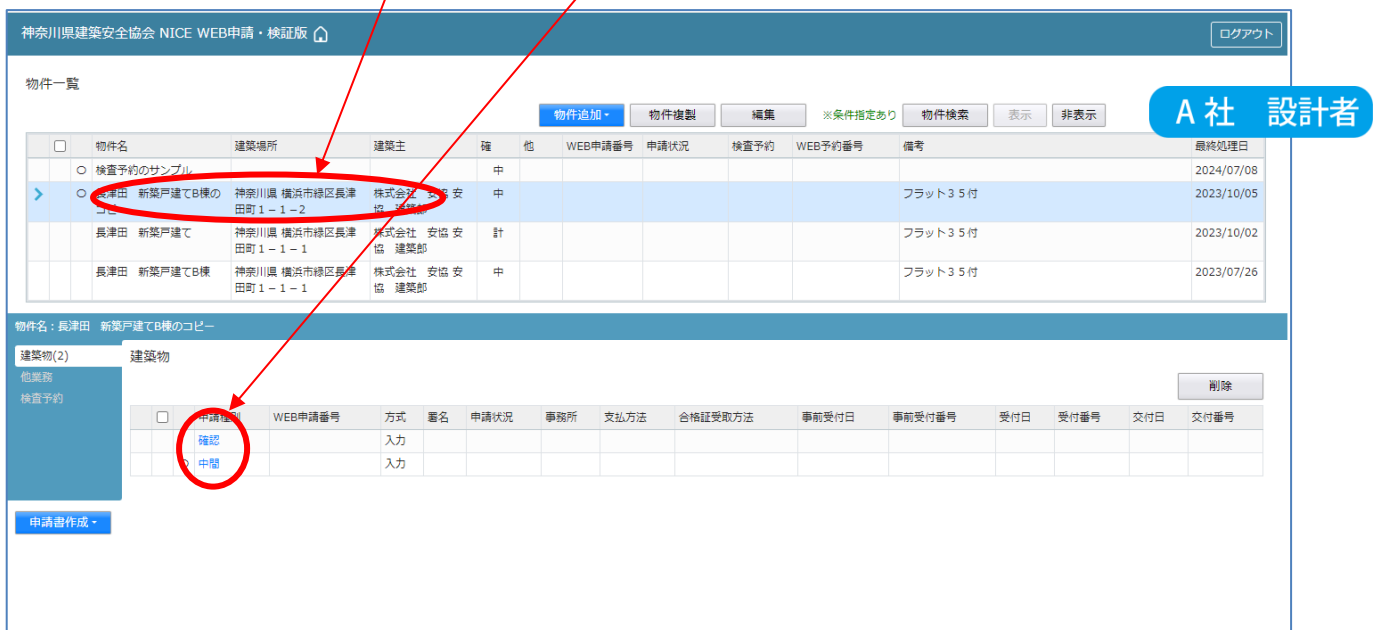 神奈川県建築安全協会 NICE WEB申請・検証版 ログアウト
物件一覧
A社 設計者
物件追加 物件複製 編集 ※条件指定あり 物件検索 表示 非表示
物件名 建築場所 建築主 確 他 WEB申請番号 申請状況 検査予約 WEB予約番号 備考 最終処理日
○ 検査予約のサンプル 中 2024/07/08
○ 長津田 新築戸建てB棟の 神奈川県 横浜市緑区長津 株式会社 安協 安 中 フラット35付 2023/10/05
コピー 田町1-1-2 協 建築部
長津田 新築戸建て 神奈川県 横浜市緑区長津 株式会社 安協 安 計 フラット35付 2023/10/02
田町1-1-1 協 建築郎
長津田 新築戸建てB棟 神奈川県 横浜市緑区長津 株式会社 安協 安 中 フラット35付 2023/07/26
田町1-1-1 協 建築郎
物件名:長津田 新築戸建てB棟のコピー
建築物(2) 建築物
他業務
検査予約
削除
申請種別 WEB申請番号 方式 署名 申請状況 事務所 支払方法 合格証受取方法 事前受付日 事前受付番号 受付日 受付番号 交付日 交付番号
確認 入力
○ 中間 入力
申請書作成